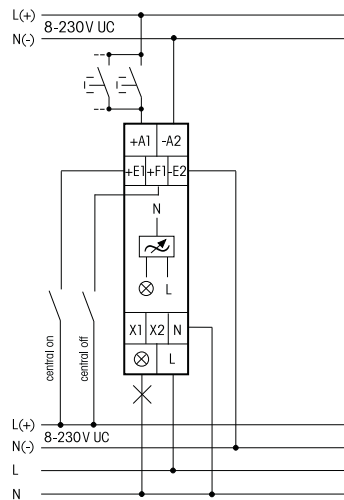 L(+)
8-230V UC
N(-)
+A1 -A2
+E1 +F1 -E2
N
L
central on
central off
X1 X2 N
L
L(+)
8-230V UC
N(-)
L
N